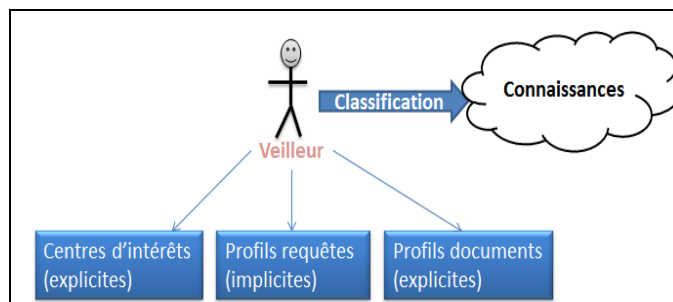 Classification
Connaissances
Veilleur
Centres d'intérêts
(explicites)
Profils requêtes
(implicites)
Profils documents
(explicites)